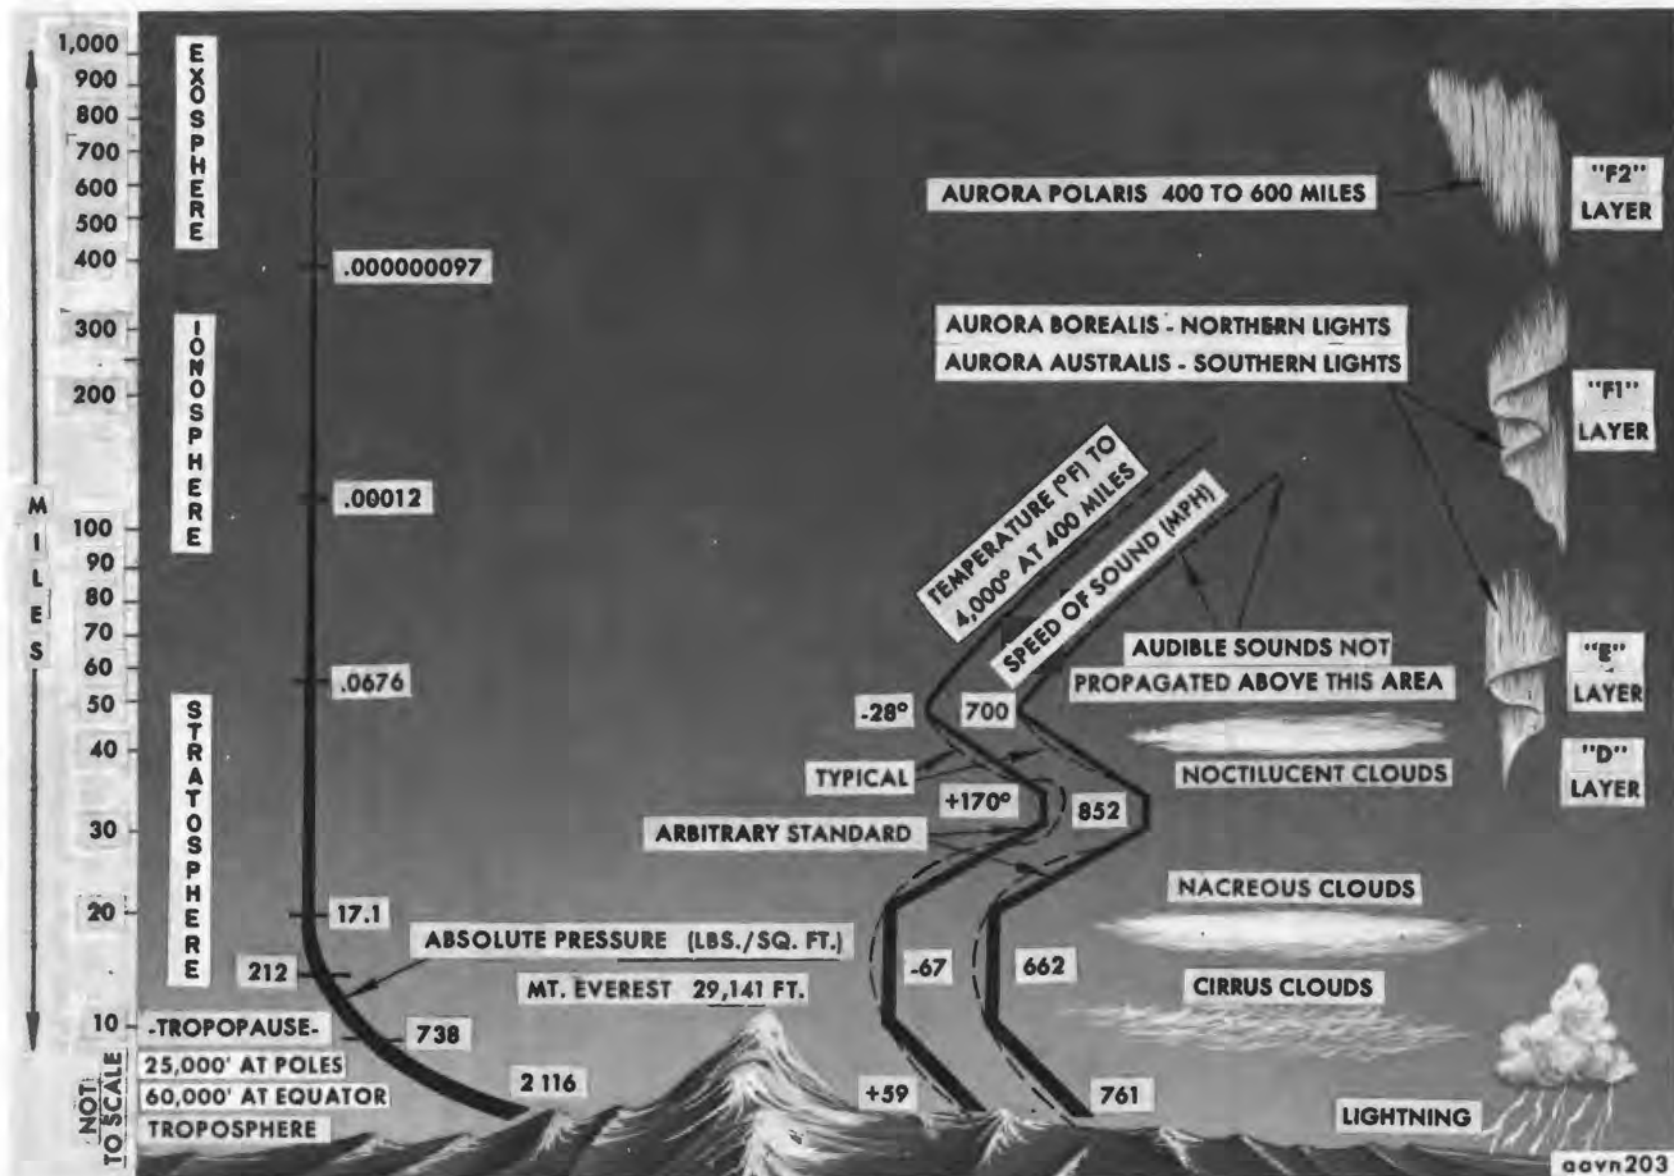 1,000
900
800
700
600
500
400
300
200
100
90
80
70
60
50
40
30
20
10
MILES
NOT
TO SCALE
EXOSPHERE
IONOSPHERE
STRATOSPHERE
-TROPOPAUSE-
25,000' AT POLES
60,000' AT EQUATOR
TROPOSPHERE
.000000097
.00012
.0676
17.1
212
738
2 116
ABSOLUTE PRESSURE (LBS./SQ. FT.)
MT. EVEREST 29,141 FT.
AURORA POLARIS 400 TO 600 MILES
AURORA BOREALIS - NORTHERN LIGHTS
AURORA AUSTRALIS - SOUTHERN LIGHTS
TEMPERATURE (°F) TO
4,000° AT 400 MILES
SPEED OF SOUND (MPH)
AUDIBLE SOUNDS NOT
PROPAGATED ABOVE THIS AREA
-28°
700
TYPICAL
+170°
852
ARBITRARY STANDARD
-67
662
+59
761
NOCTILUCENT CLOUDS
NACREOUS CLOUDS
CIRRUS CLOUDS
LIGHTNING
"F2"
LAYER
"F1"
LAYER
"E"
LAYER
"D"
LAYER
aavn203